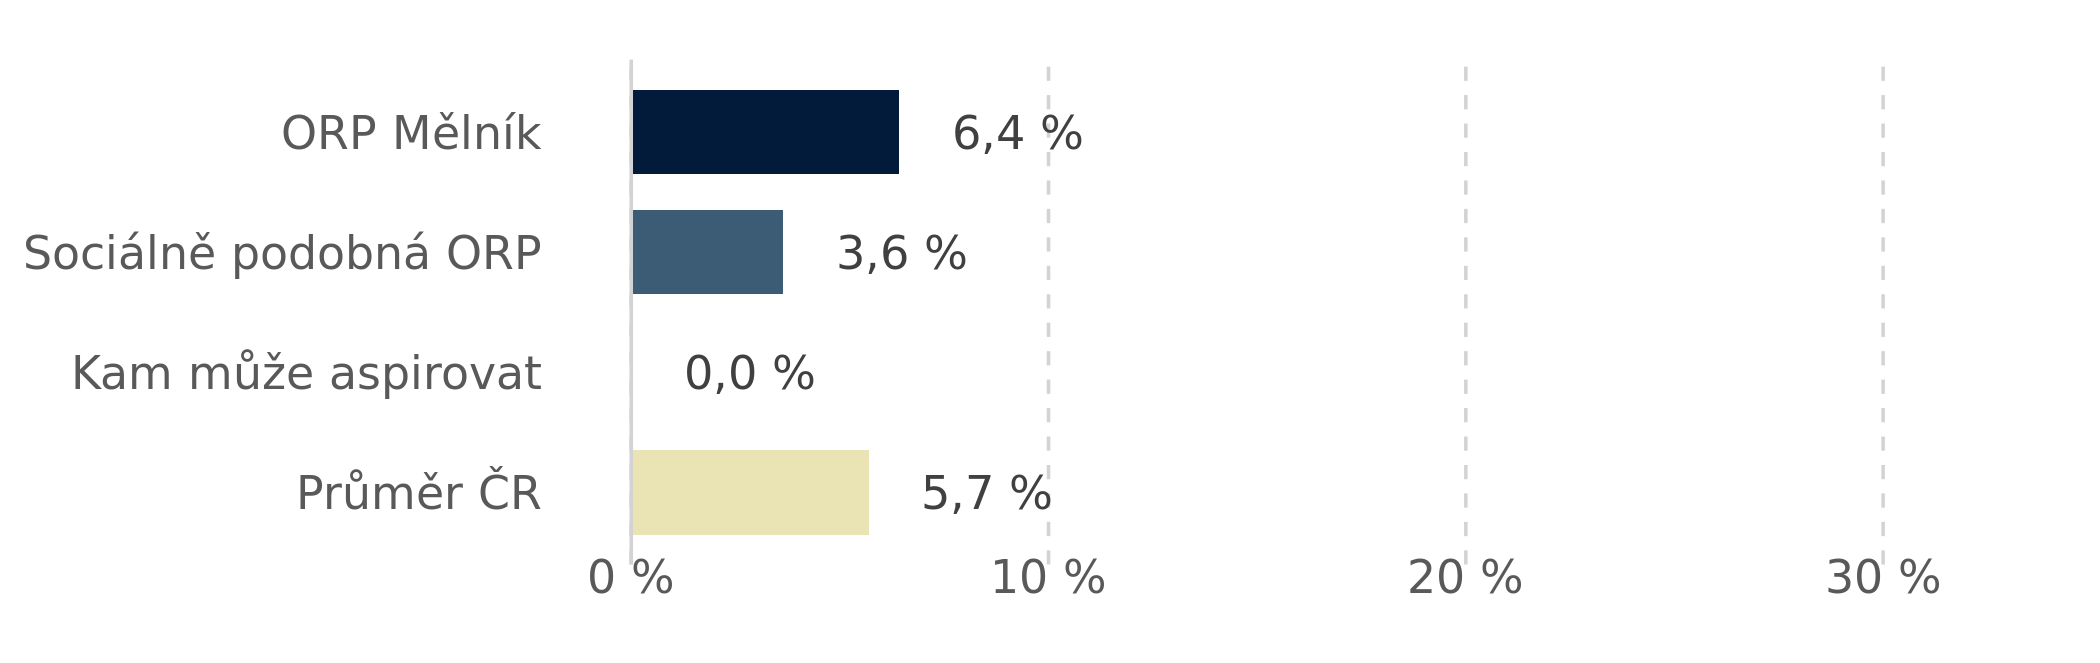 ORP Mělník 6,4 %
Sociálně podobná ORP 3,6 %
Kam může aspirovat 0,0 %
Průměr ČR 5,7 %
0 % 10 % 20 % 30 %